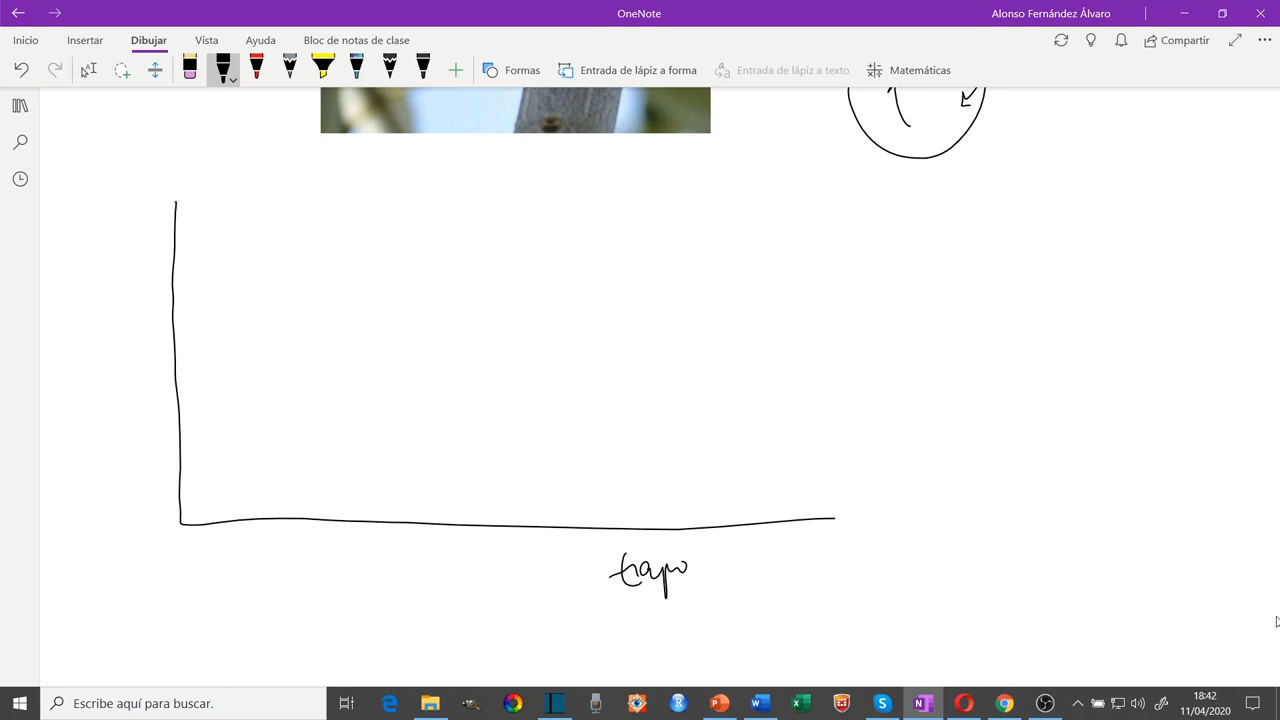 OneNote
Alonso Fernández Álvaro
Inicio
Insertar
Dibujar
Vista
Ayuda
Bloc de notas de clase
Compartir
Formas
Entrada de lápiz a forma
Entrada de lápiz a texto
Matemáticas
Escribe aquí para buscar.
18:42
11/04/2020